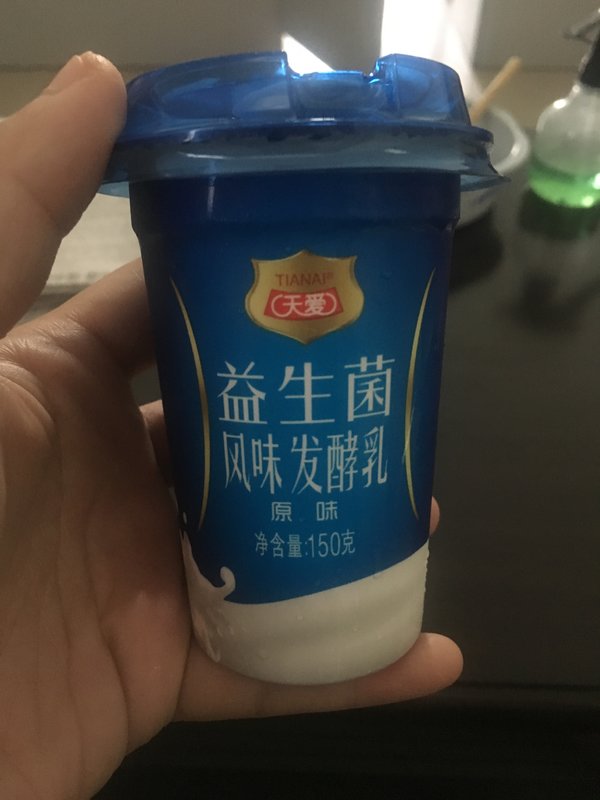 TIANAI
天爱
益生菌
风味发酵乳
原味
净含量:150克